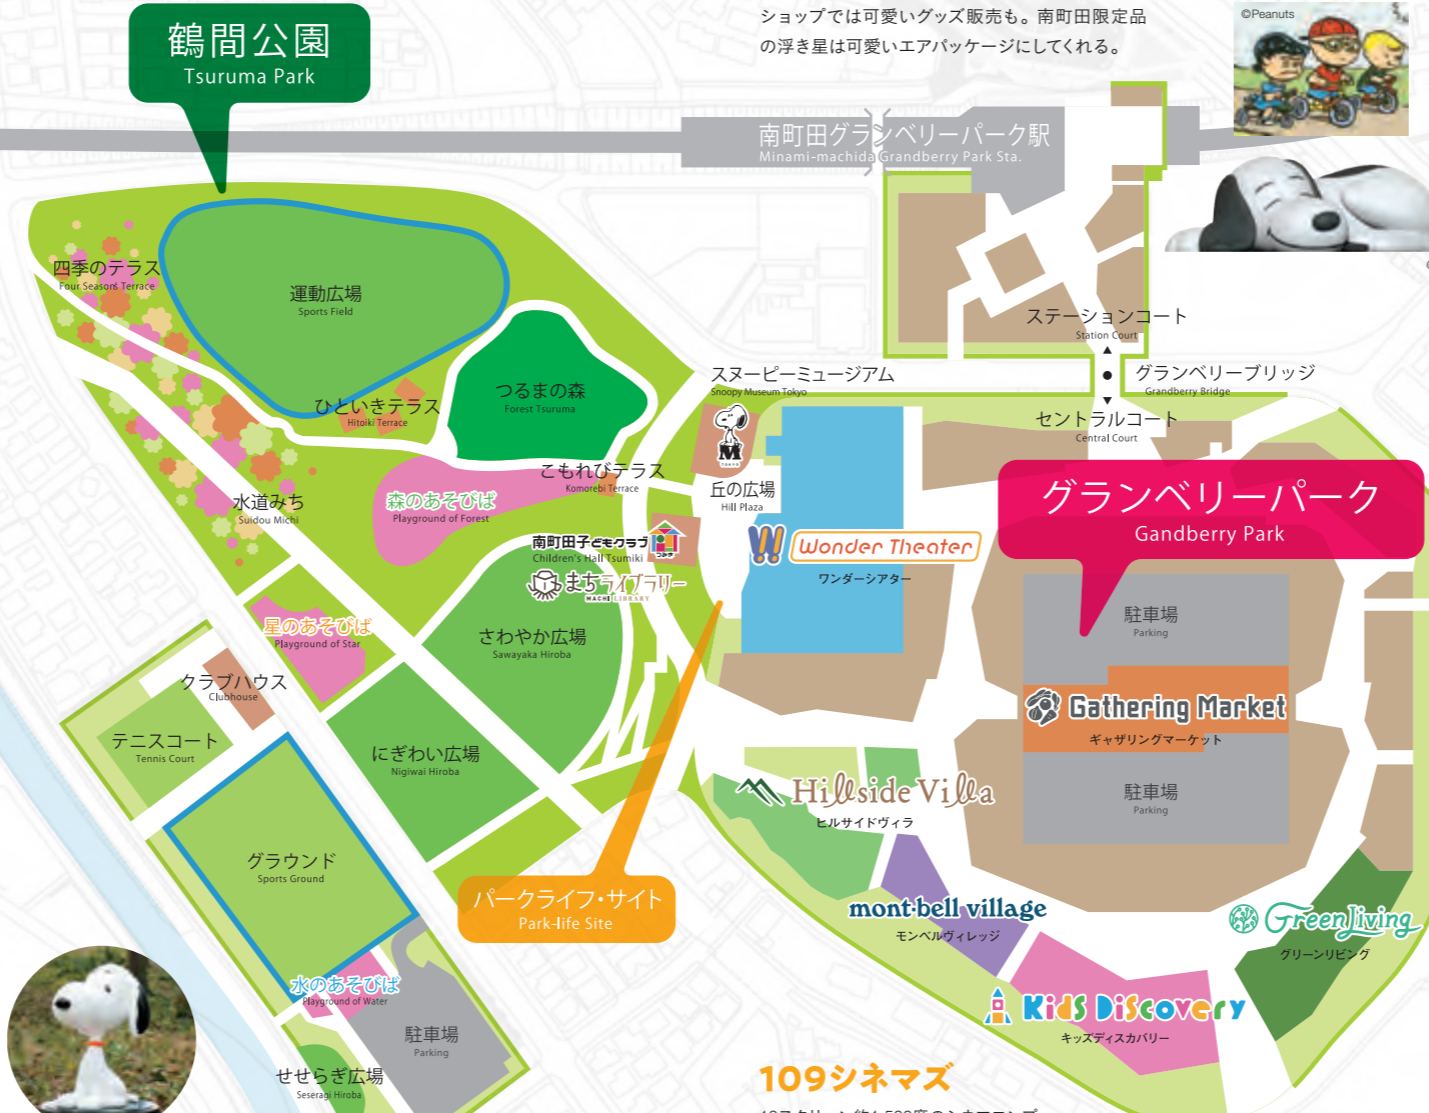 ショップでは可愛いグッズ販売も。南町田限定品
の浮き星は可愛いエアパッケージにしてくれる。
©Peanuts
鶴間公園
Tsuruma Park
南町田グランベリーパーク駅
Minami-machida Grandberry Park Sta.
四季のテラス
Four Seasons Terrace
運動広場
Sports Field
ステーションコート
Station Court
スヌーピーミュージアム
Snoopy Museum Tokyo
グランベリーブリッジ
Grandberry Bridge
つるまの森
Forest Tsuruma
ひといきテラス
Hitoiki Terrace
セントラルコート
Central Court
M
TOKYO
こもれびテラス
Komorebi Terrace
丘の広場
Hill Plaza
グランベリーパーク
Gandberry Park
水道みち
Suidou Michi
森のあそびば
Playground of Forest
南町田子どもクラブ
つみき
Children's Hall Tsumiki
Wonder Theater
ワンダーシアター
まちライブラリー
MACHI LIBRARY
駐車場
Parking
星のあそびば
Playground of Star
さわやか広場
Sawayaka Hiroba
クラブハウス
Clubhouse
Gathering Market
ギャザリングマーケット
テニスコート
Tennis Court
にぎわい広場
Nigiwai Hiroba
Hillside Villa
ヒルサイドヴィラ
駐車場
Parking
グラウンド
Sports Ground
パークライフ・サイト
Park-life Site
mont-bell village
モンベルヴィレッジ
Green Living
グリーンリビング
水のあそびば
Playground of Water
Kids Discovery
キッズディスカバリー
駐車場
Parking
せせらぎ広場
Seseragi Hiroba
109シネマズ